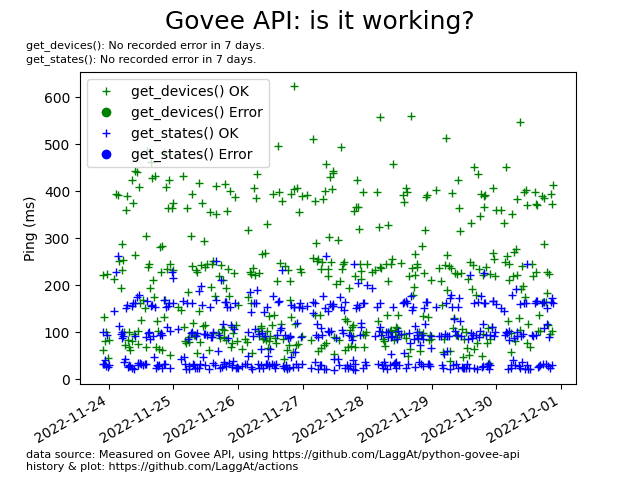 Govee API: is it working?
get_devices(): No recorded error in 7 days.
get_states(): No recorded error in 7 days.
get_devices() OK
get_devices() Error
get_states() OK
get_states() Error
Ping (ms)
600
500
400
300
200
100
0
2022-11-24
2022-11-25
2022-11-26
2022-11-27
2022-11-28
2022-11-29
2022-11-30
2022-12-01
data source: Measured on Govee API, using https://github.com/LaggAt/python-govee-api
history & plot: https://github.com/LaggAt/actions